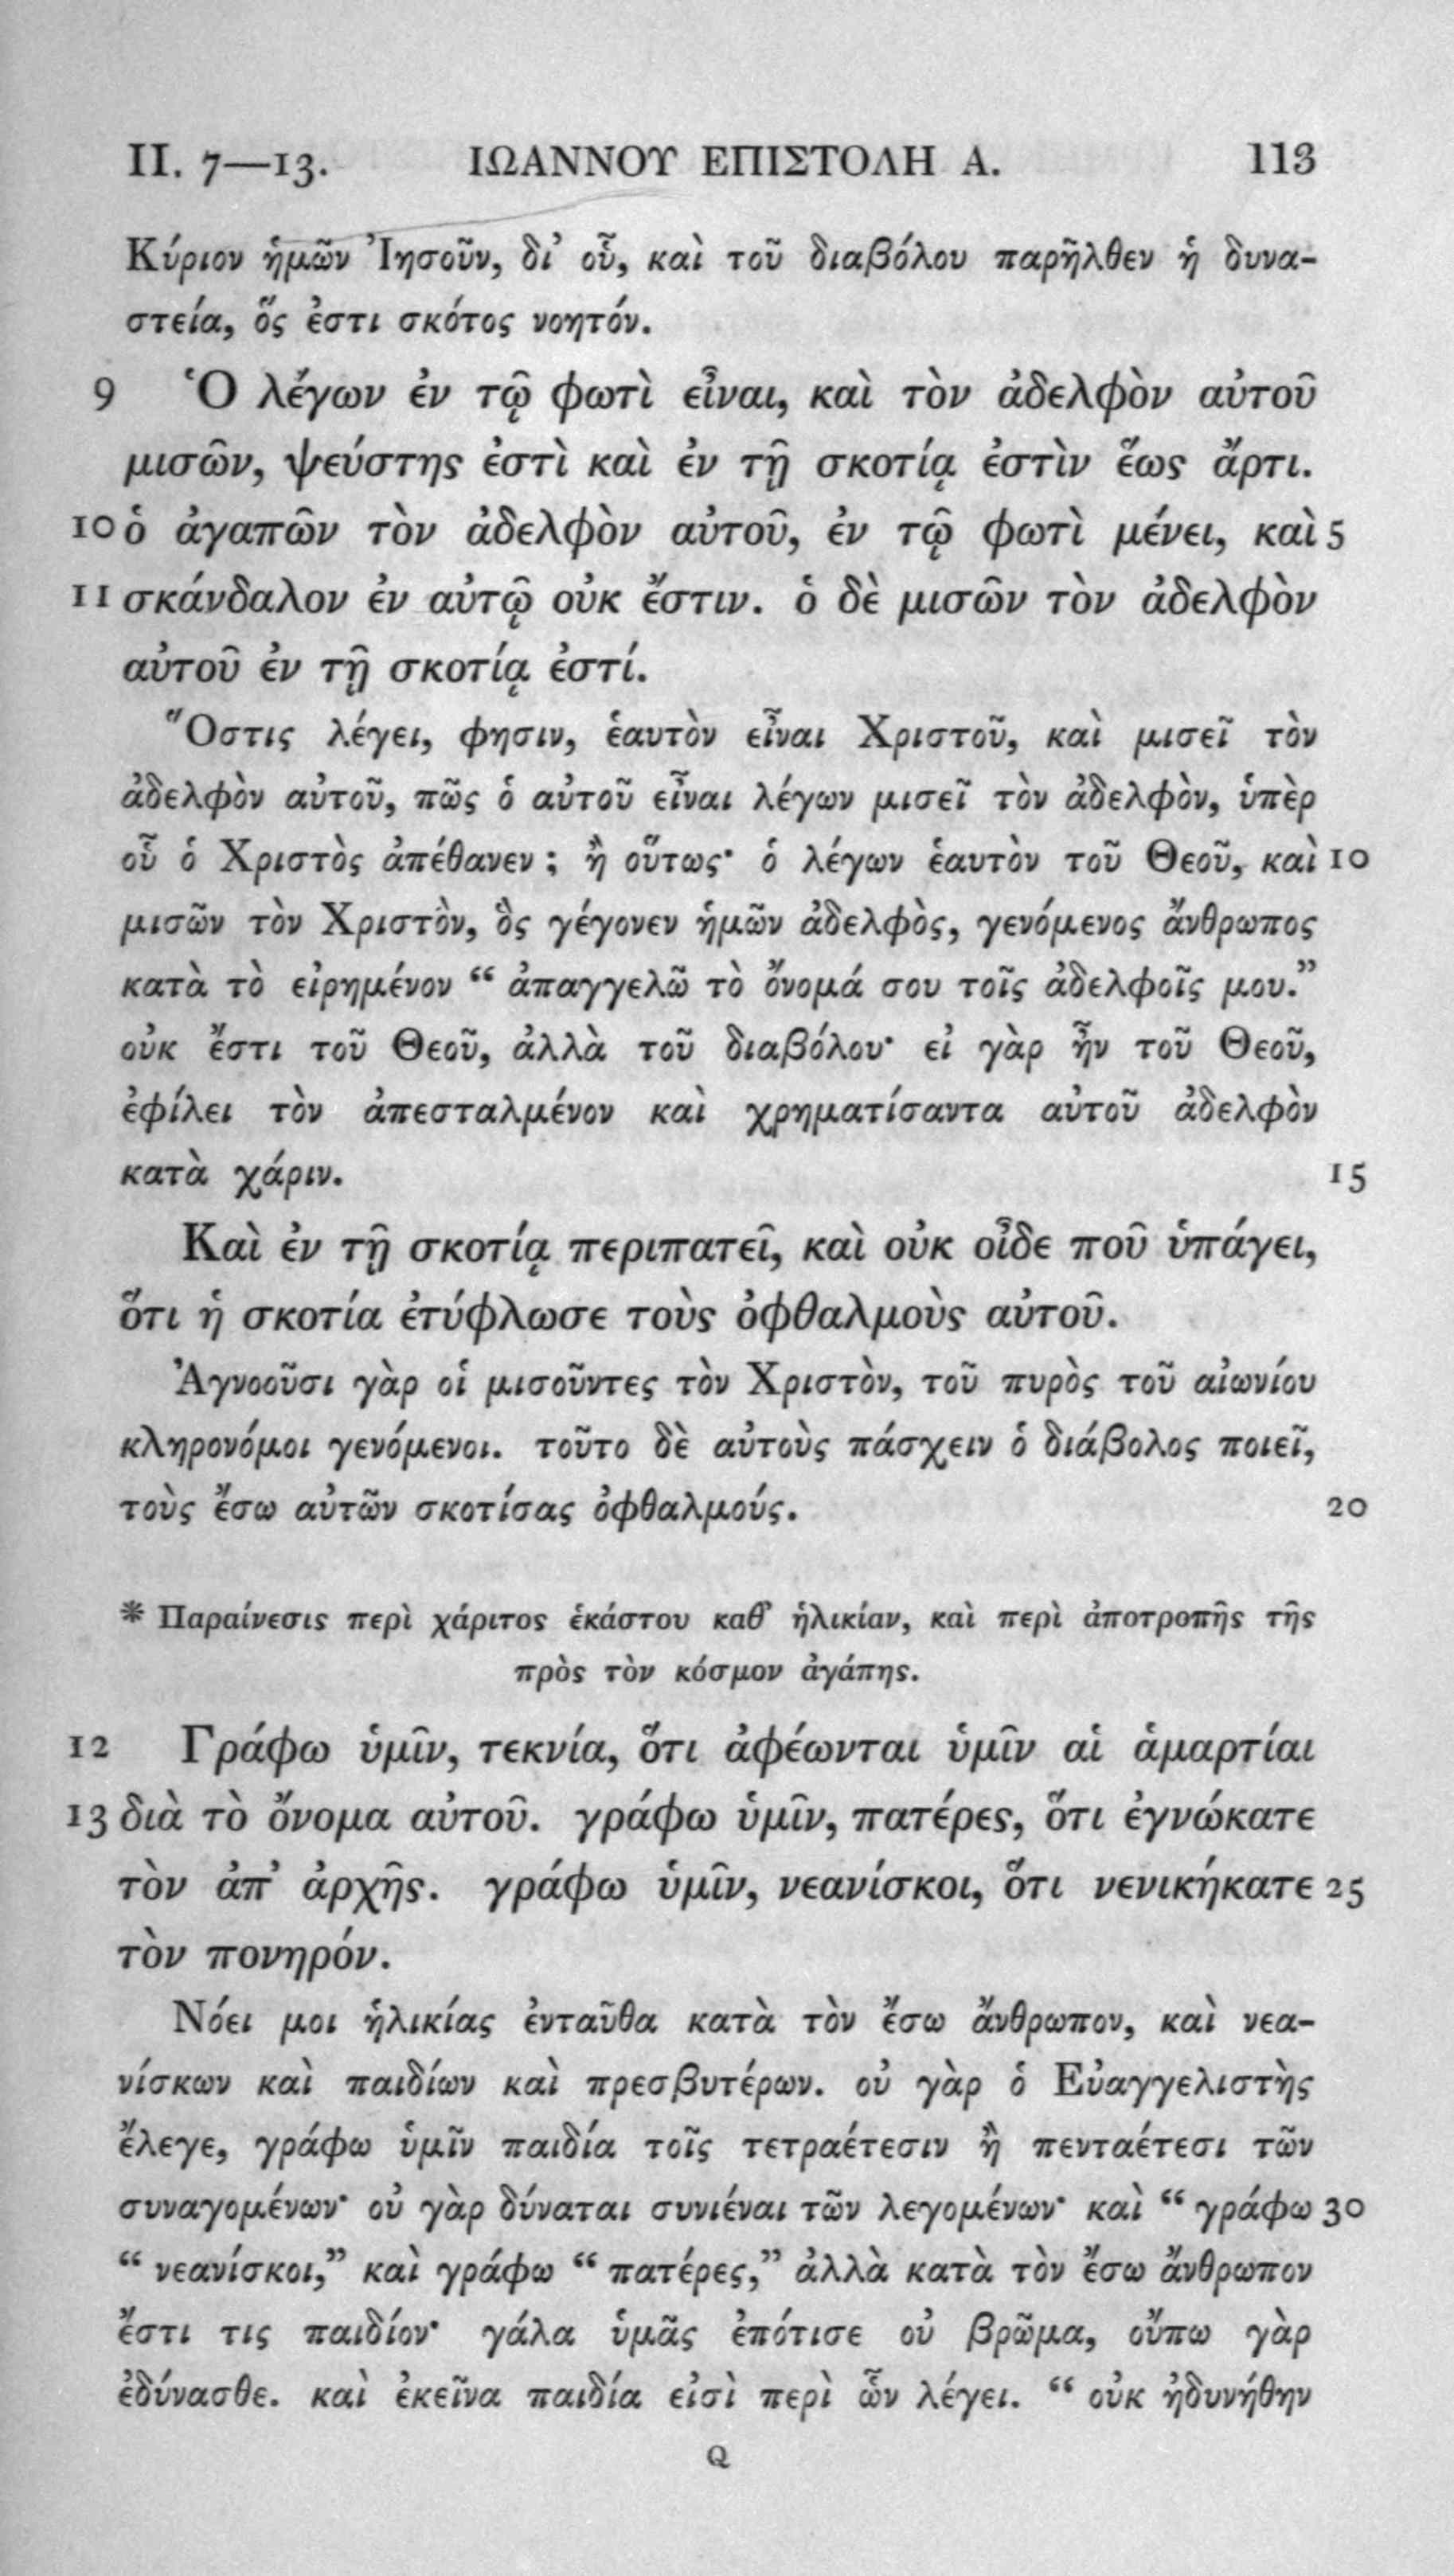 II. 7—13. ΙΩΑΝΝΟΥ ΕΠΙΣΤΟΛΗ Α. 113
Κύριον ἡμῶν Ἰησοῦν, δι’ οὗ, καὶ τοῦ διαβόλου παρῆλθεν ἡ δυνα-
στεία, ὅς ἐστι σκότος νοητόν.
9 Ὁ λέγων ἐν τῷ φωτὶ εἶναι, καὶ τὸν ἀδελφὸν αὐτοῦ
μισῶν, ψεύστης ἐστὶ καὶ ἐν τῇ σκοτίᾳ ἐστὶν ἕως ἄρτι.
10 ὁ ἀγαπῶν τὸν ἀδελφὸν αὐτοῦ, ἐν τῷ φωτὶ μένει, καὶ 5
11 σκάνδαλον ἐν αὐτῷ οὐκ ἔστιν. ὁ δὲ μισῶν τὸν ἀδελφὸν
αὐτοῦ ἐν τῇ σκοτίᾳ ἐστί.
Ὅστις λέγει, φησιν, ἑαυτὸν εἶναι Χριστοῦ, καὶ μισεῖ τὸν
ἀδελφὸν αὐτοῦ, πῶς ὁ αὐτοῦ εἶναι λέγων μισεῖ τὸν ἀδελφὸν, ὑπὲρ
οὗ ὁ Χριστὸς ἀπέθανεν ; ἢ οὕτως· ὁ λέγων ἑαυτὸν τοῦ Θεοῦ, καὶ 10
μισῶν τὸν Χριστὸν, ὃς γέγονεν ἡμῶν ἀδελφὸς, γενόμενος ἄνθρωπος
κατὰ τὸ εἰρημένον “ ἀπαγγελῶ τὸ ὄνομά σου τοῖς ἀδελφοῖς μου.”
οὐκ ἔστι τοῦ Θεοῦ, ἀλλὰ τοῦ διαβόλου· εἰ γὰρ ἦν τοῦ Θεοῦ,
ἐφίλει τὸν ἀπεσταλμένον καὶ χρηματίσαντα αὐτοῦ ἀδελφὸν
κατὰ χάριν. 15
Καὶ ἐν τῇ σκοτίᾳ περιπατεῖ, καὶ οὐκ οἶδε ποῦ ὑπάγει,
ὅτι ἡ σκοτία ἐτύφλωσε τοὺς ὀφθαλμοὺς αὐτοῦ.
Ἀγνοοῦσι γὰρ οἱ μισοῦντες τὸν Χριστὸν, τοῦ πυρὸς τοῦ αἰωνίου
κληρονόμοι γενόμενοι. τοῦτο δὲ αὐτοὺς πάσχειν ὁ διάβολος ποιεῖ,
τοὺς ἔσω αὐτῶν σκοτίσας ὀφθαλμούς. 20
* Παραίνεσις περὶ χάριτος ἑκάστου καθ’ ἡλικίαν, καὶ περὶ ἀποτροπῆς τῆς
πρὸς τὸν κόσμον ἀγάπης.
12 Γράφω ὑμῖν, τεκνία, ὅτι ἀφέωνται ὑμῖν αἱ ἁμαρτίαι
13 διὰ τὸ ὄνομα αὐτοῦ. γράφω ὑμῖν, πατέρες, ὅτι ἐγνώκατε
τὸν ἀπ’ ἀρχῆς. γράφω ὑμῖν, νεανίσκοι, ὅτι νενικήκατε 25
τὸν πονηρόν.
Νόει μοι ἡλικίας ἐνταῦθα κατὰ τὸν ἔσω ἄνθρωπον, καὶ νεα-
νίσκων καὶ παιδίων καὶ πρεσβυτέρων. οὐ γὰρ ὁ Εὐαγγελιστὴς
ἔλεγε, γράφω ὑμῖν παιδία τοῖς τετραέτεσιν ἢ πενταέτεσι τῶν
συναγομένων· οὐ γὰρ δύναται συνιέναι τῶν λεγομένων· καὶ “ γράφω 30
“ νεανίσκοι,” καὶ γράφω “ πατέρες,” ἀλλὰ κατὰ τὸν ἔσω ἄνθρωπον
ἔστι τις παιδίον· γάλα ὑμᾶς ἐπότισε οὐ βρῶμα, οὔπω γὰρ
ἐδύνασθε. καὶ ἐκεῖνα παιδία εἰσὶ περὶ ὧν λέγει. “ οὐκ ἠδυνήθην
Q